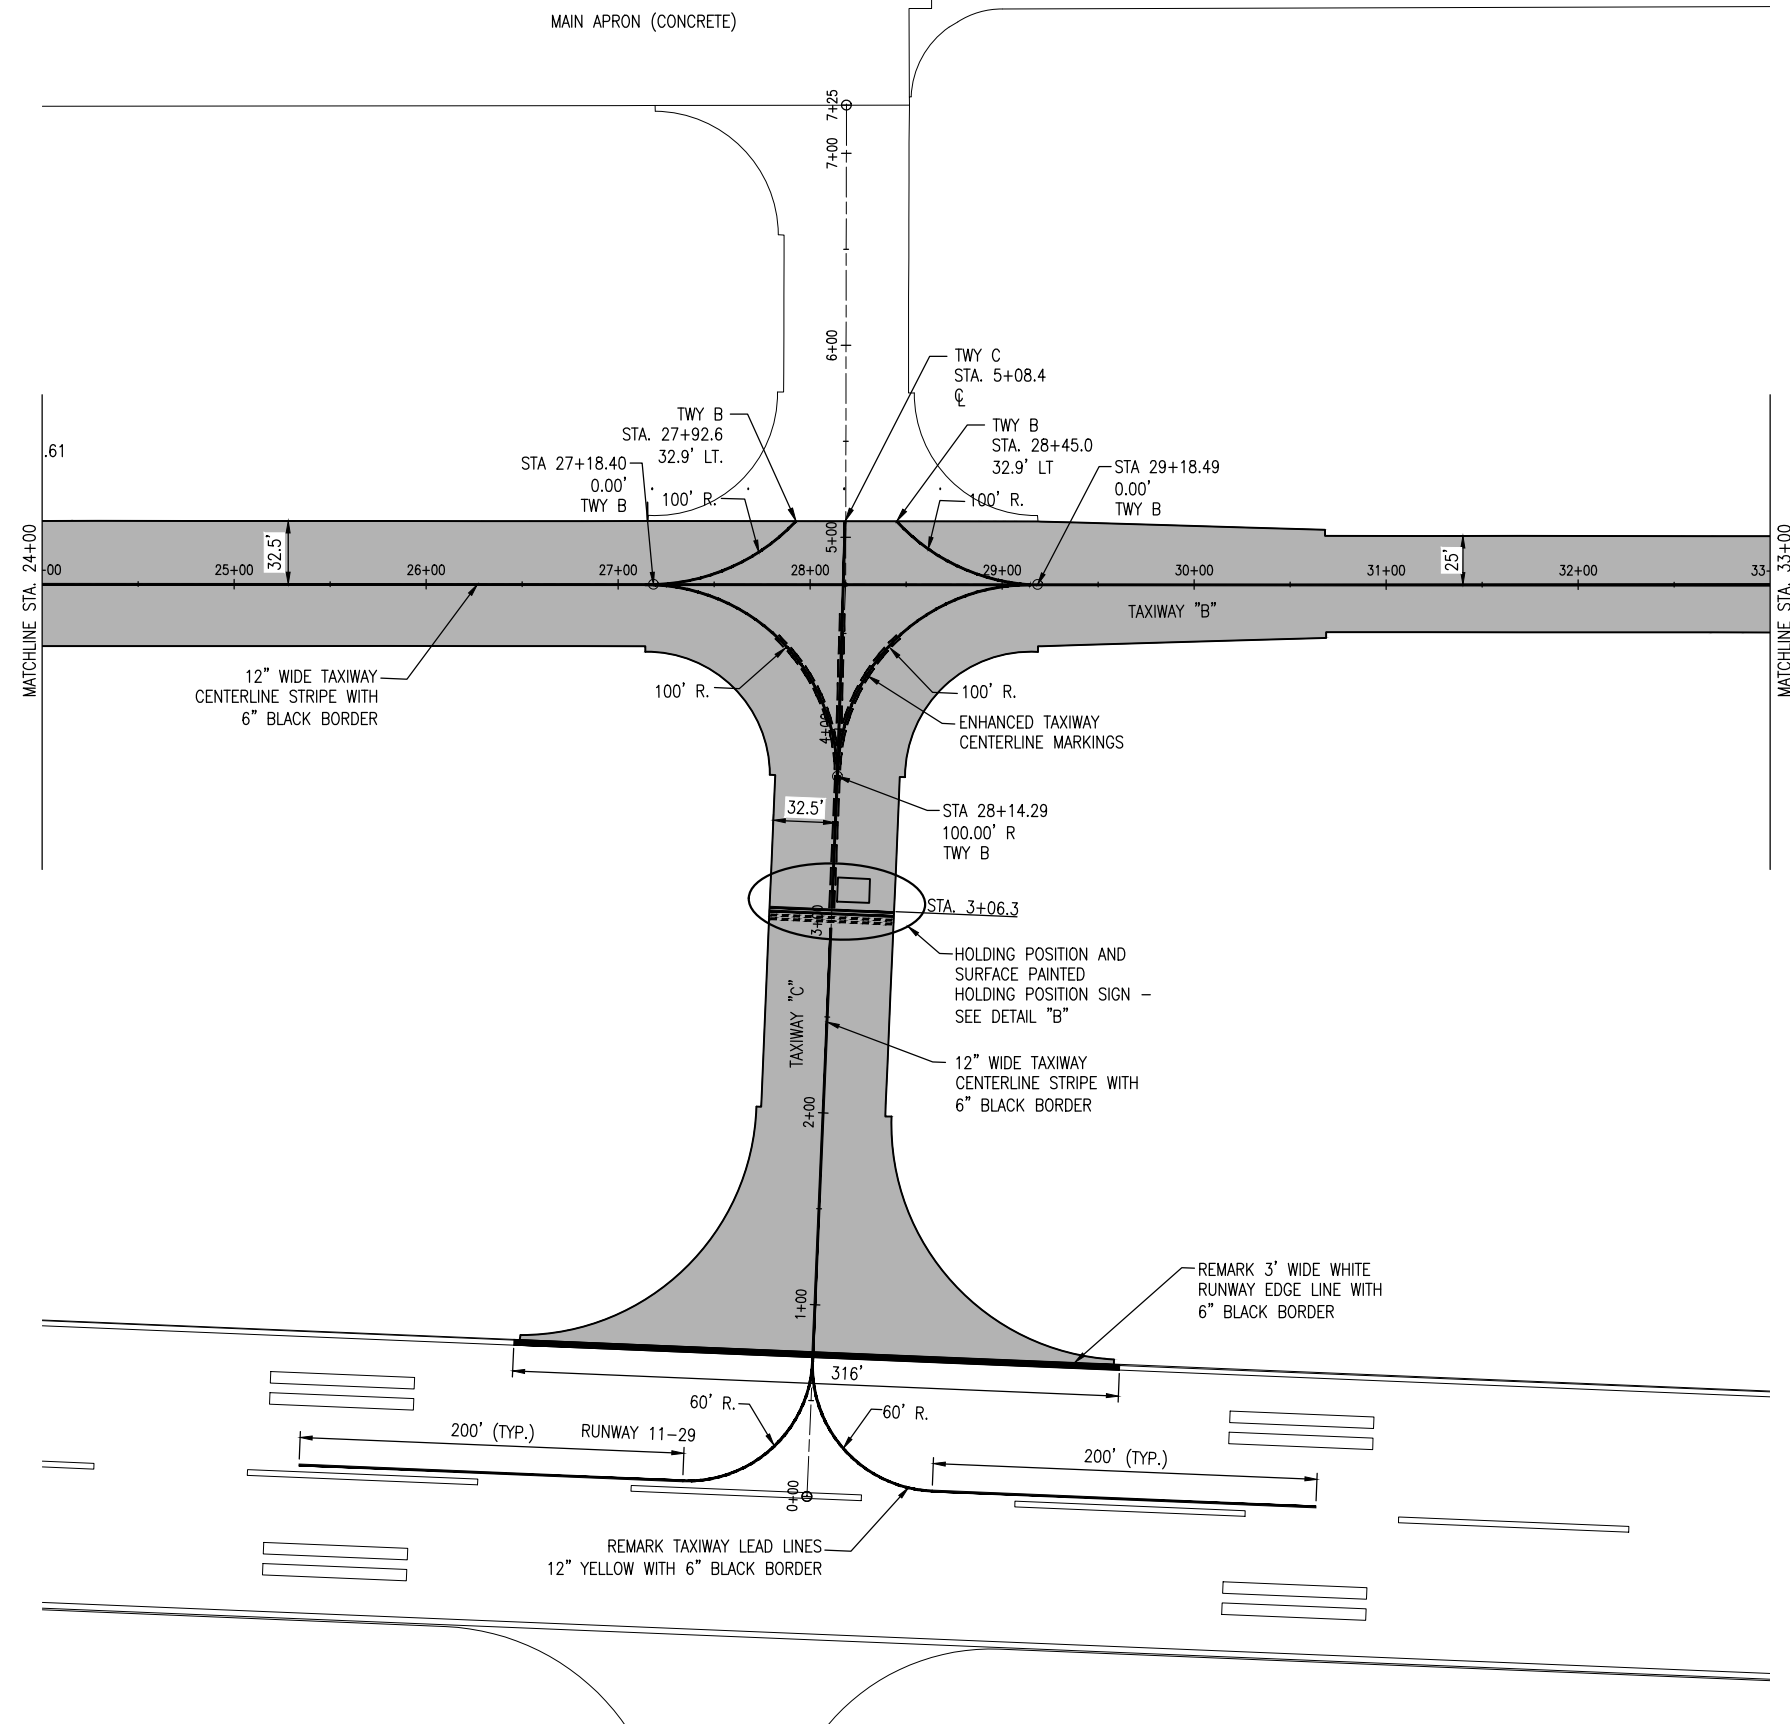 MAIN APRON (CONCRETE)
7+25
7+00
6+00
TWY C
STA. 5+08.4
℄
TWY B
STA. 27+92.6
32.9' LT.
TWY B
STA. 28+45.0
32.9' LT
.61
STA 27+18.40
0.00'
TWY B
100' R.
100' R.
STA 29+18.49
0.00'
TWY B
MATCHLINE STA. 24+00
32.5'
5+00
25'
MATCHLINE STA. 33+00
+00
25+00
26+00
27+00
28+00
29+00
30+00
31+00
32+00
33-
TAXIWAY "B"
12" WIDE TAXIWAY
CENTERLINE STRIPE WITH
6" BLACK BORDER
100' R.
100' R.
4+00
ENHANCED TAXIWAY
CENTERLINE MARKINGS
32.5'
STA 28+14.29
100.00' R
TWY B
STA. 3+06.3
3+00
HOLDING POSITION AND
SURFACE PAINTED
HOLDING POSITION SIGN –
SEE DETAIL "B"
TAXIWAY "C"
12" WIDE TAXIWAY
CENTERLINE STRIPE WITH
6" BLACK BORDER
2+00
1+00
REMARK 3' WIDE WHITE
RUNWAY EDGE LINE WITH
6" BLACK BORDER
316'
60' R.
60' R.
200' (TYP.)
RUNWAY 11-29
200' (TYP.)
0+00
REMARK TAXIWAY LEAD LINES
12" YELLOW WITH 6" BLACK BORDER